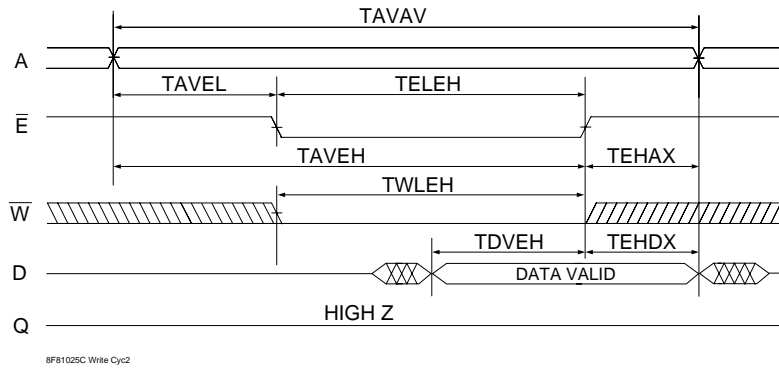 TAVAV
A
TAVEL TELEH
E̅
TAVEH TEHAX
TWLEH
W̅
TDVEH TEHDX
D DATA VALID
HIGH Z
Q
8F81025C Write Cyc2